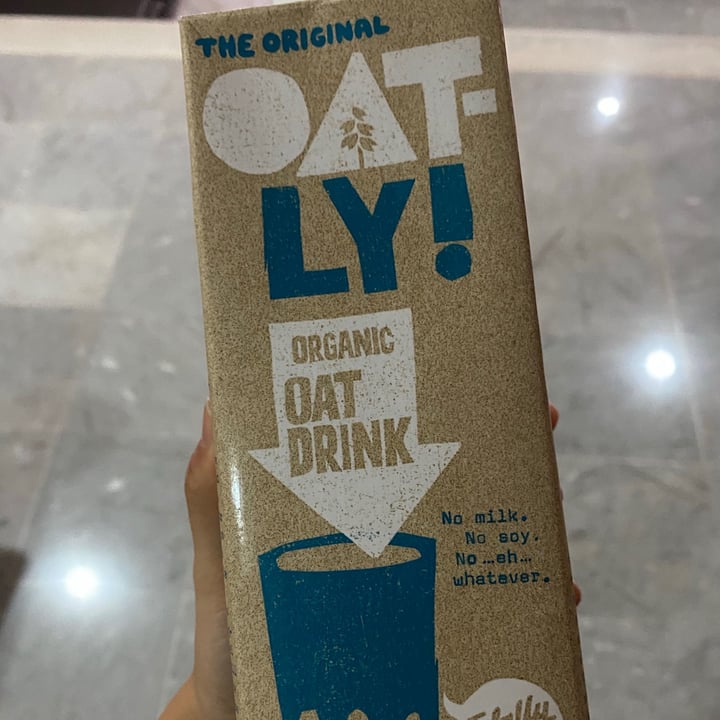 THE ORIGINAL
OAT-
LY!
ORGANIC
OAT
DRINK
No milk.
No soy.
No …eh…
whatever.